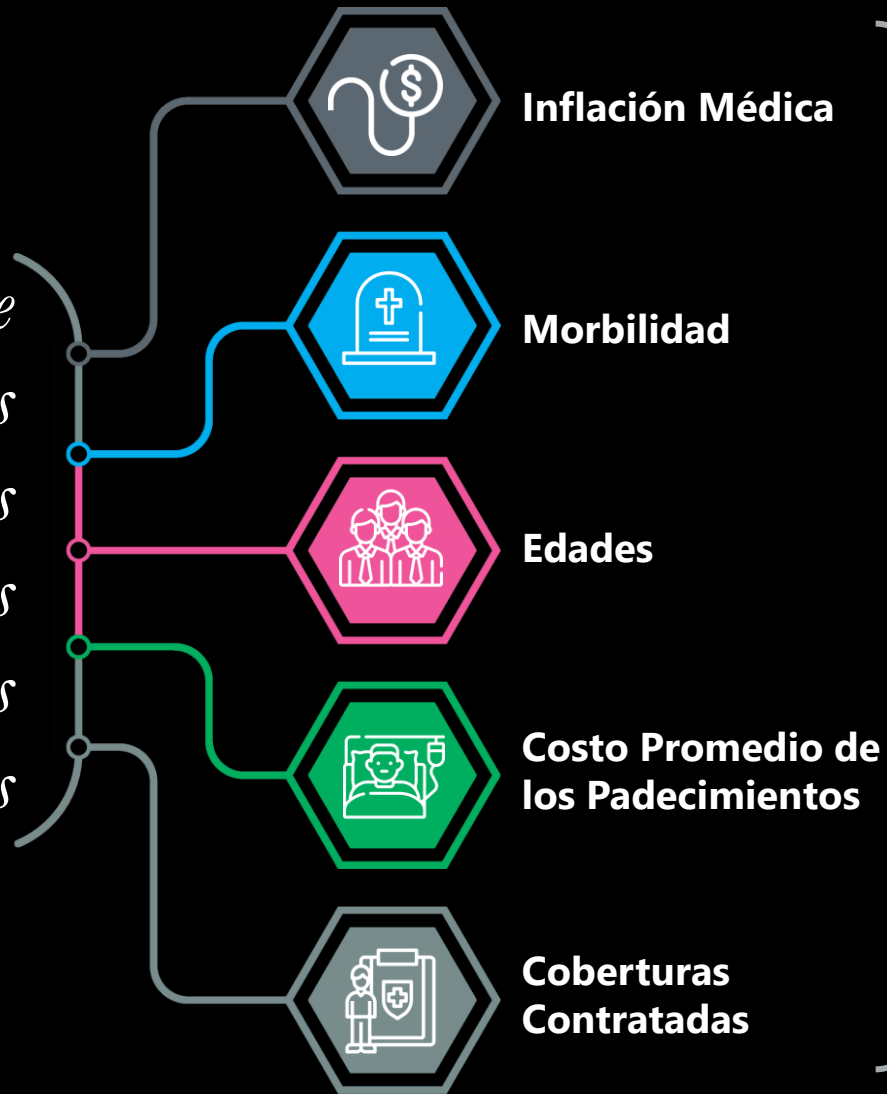 Inflación Médica
Morbilidad
Edades
Costo Promedio de
los Padecimientos
Coberturas
Contratadas